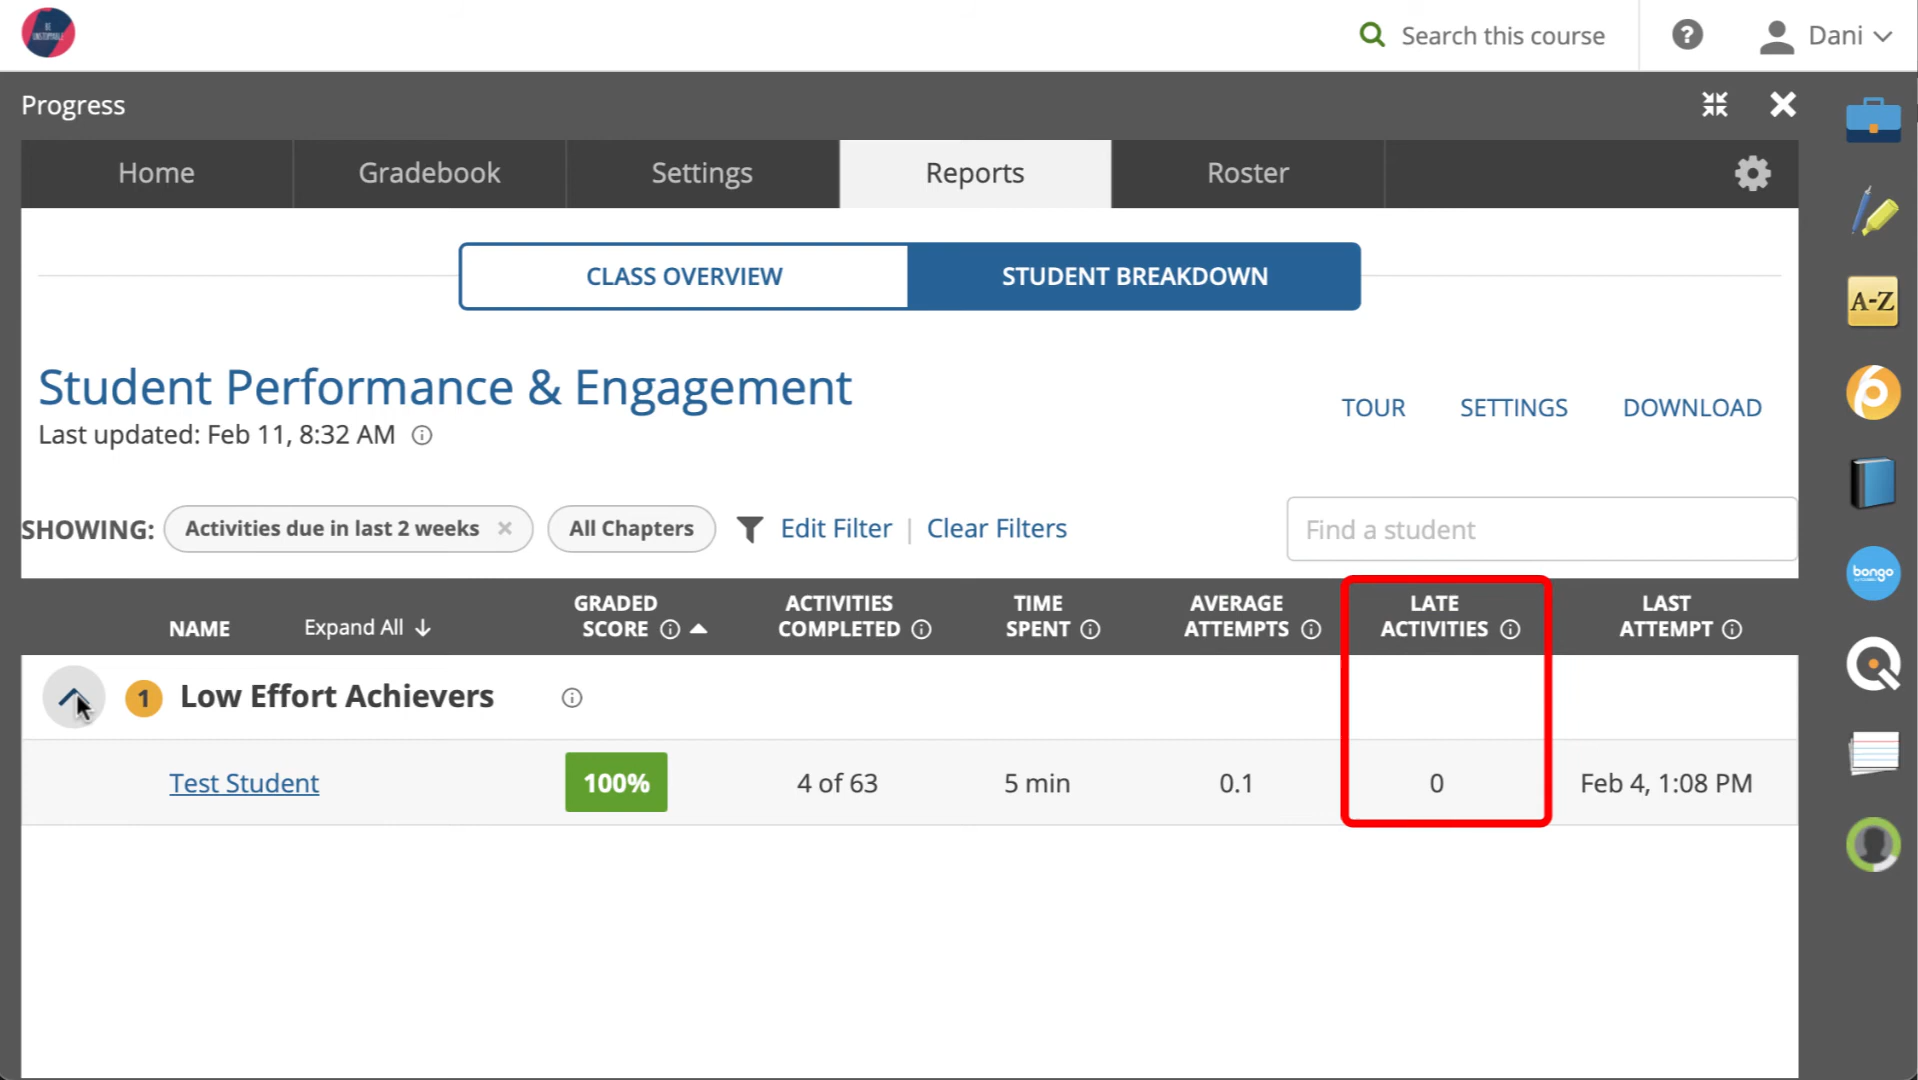 BE
UNSTOPPABLE
Search this course
?
Dani
Progress
Home
Gradebook
Settings
Reports
Roster
CLASS OVERVIEW
STUDENT BREAKDOWN
Student Performance & Engagement
Last updated: Feb 11, 8:32 AM
TOUR
SETTINGS
DOWNLOAD
SHOWING:
Activities due in last 2 weeks ×
All Chapters
Edit Filter | Clear Filters
Find a student
NAME
Expand All ↓
GRADED
SCORE
ACTIVITIES
COMPLETED
TIME
SPENT
AVERAGE
ATTEMPTS
LATE
ACTIVITIES
LAST
ATTEMPT
1 Low Effort Achievers
Test Student
100%
4 of 63
5 min
0.1
0
Feb 4, 1:08 PM
A-Z
bongo